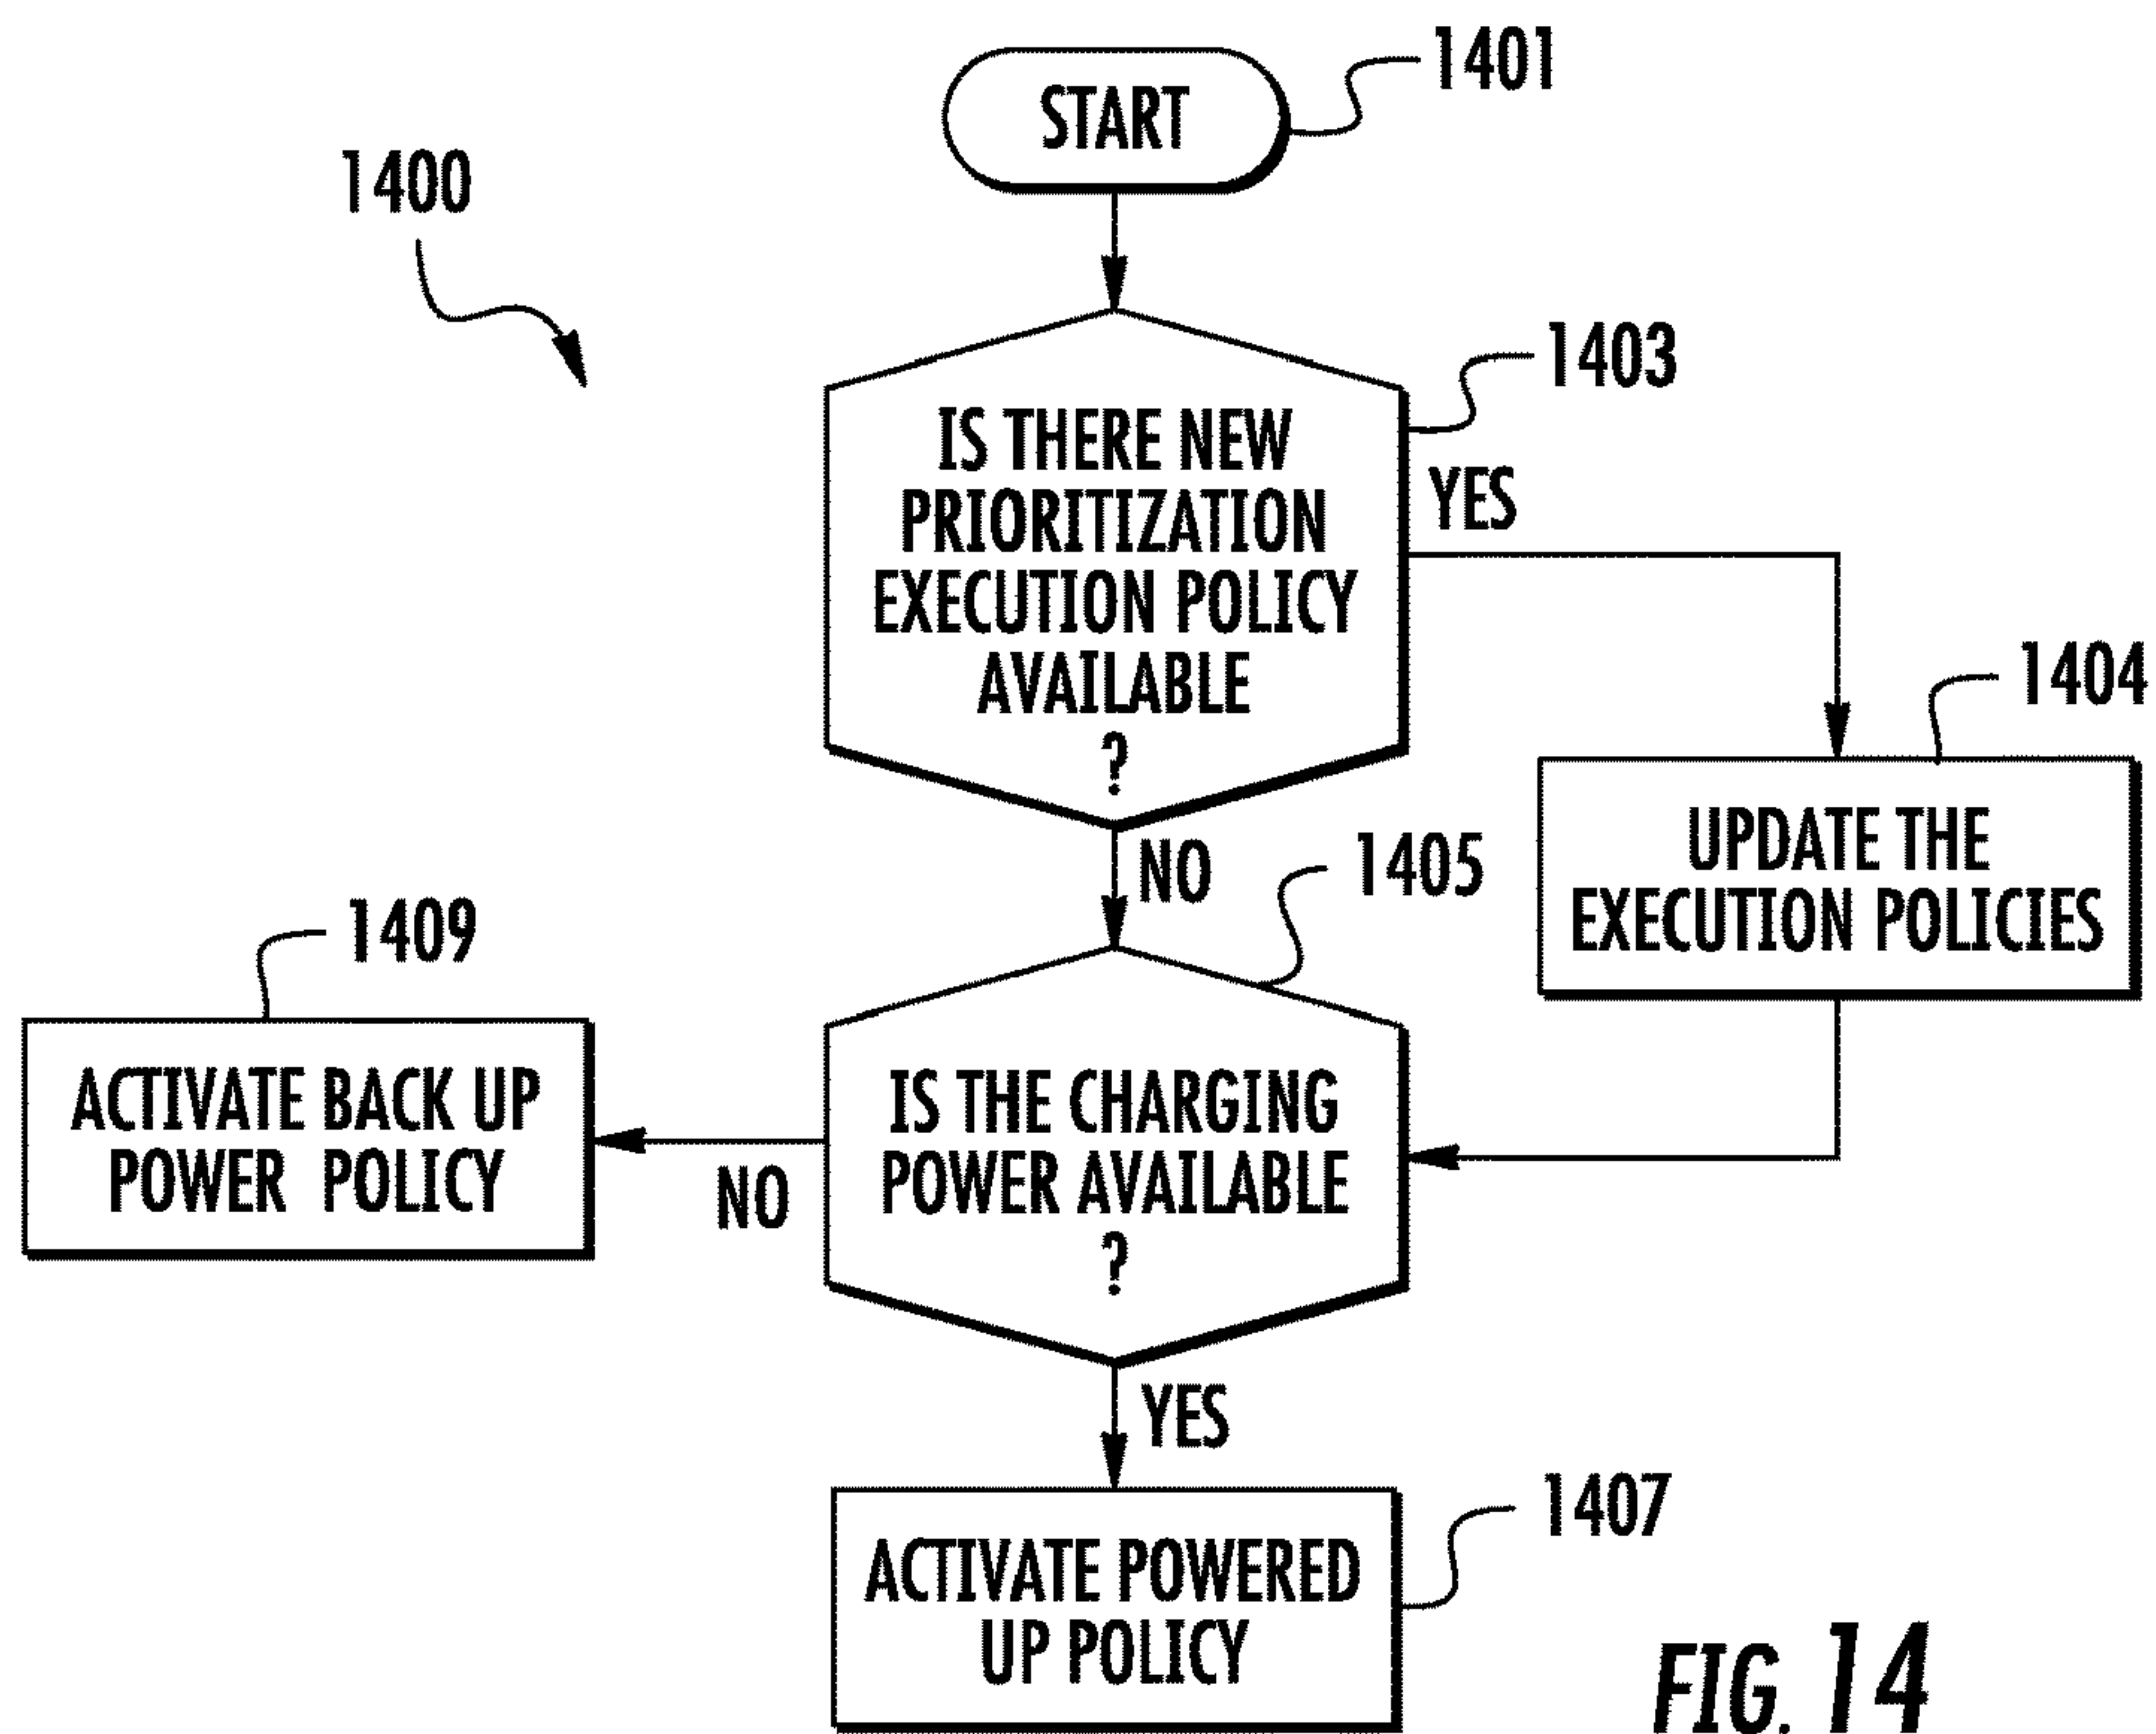 1401
START
1400
1403
IS THERE NEW
PRIORITIZATION
EXECUTION POLICY
AVAILABLE
?
YES
1404
UPDATE THE
EXECUTION POLICIES
NO
1405
1409
ACTIVATE BACK UP
POWER POLICY
IS THE CHARGING
POWER AVAILABLE
?
NO
YES
1407
ACTIVATE POWERED
UP POLICY
FIG. 14